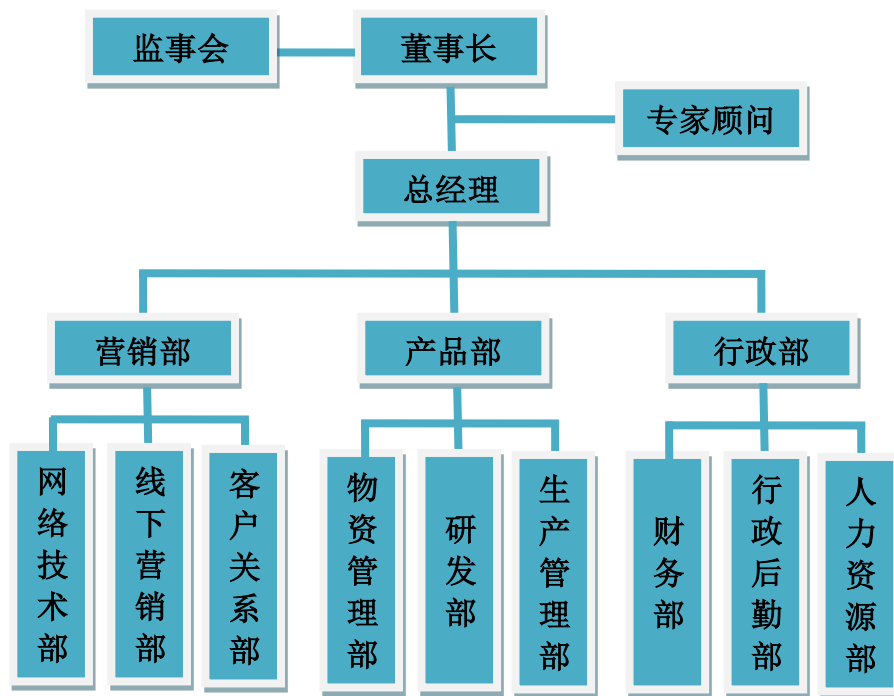 监事会
董事长
专家顾问
总经理
营销部
产品部
行政部
网络技术部
线下营销部
客户关系部
物资管理部
研发部
生产管理部
财务部
行政后勤部
人力资源部